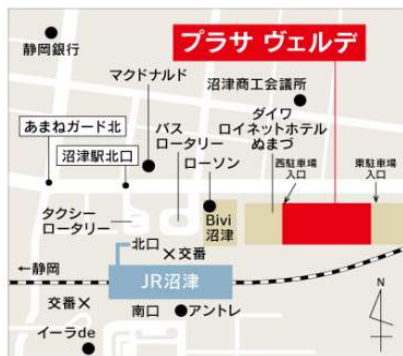 静岡銀行
プラサ ヴェルデ
マクドナルド
沼津商工会議所
あまねガード北
バス
ロータリー
ダイワ
ロイネットホテル
ぬまづ
沼津駅北口
ローソン
西駐車場
入口
東駐車場
入口
タクシー
ロータリー
Bivi
沼津
北口
×交番
←静岡
JR沼津
N
交番×
南口
アントレ
イーラde